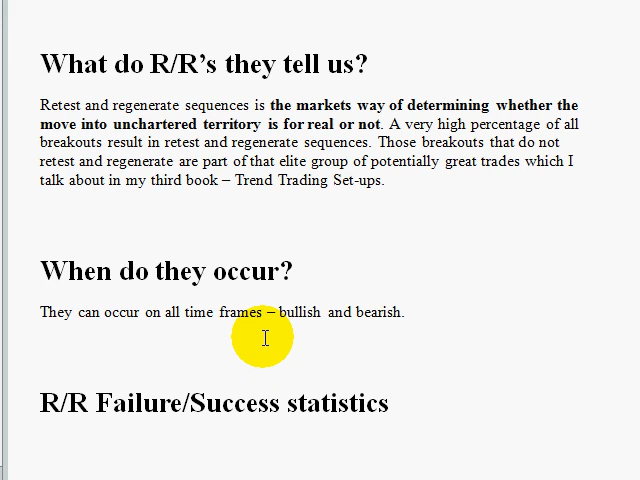 What do R/R’s they tell us?
Retest and regenerate sequences is the markets way of determining whether the
move into unchartered territory is for real or not. A very high percentage of all
breakouts result in retest and regenerate sequences. Those breakouts that do not
retest and regenerate are part of that elite group of potentially great trades which I
talk about in my third book – Trend Trading Set-ups.
When do they occur?
They can occur on all time frames – bullish and bearish.
R/R Failure/Success statistics